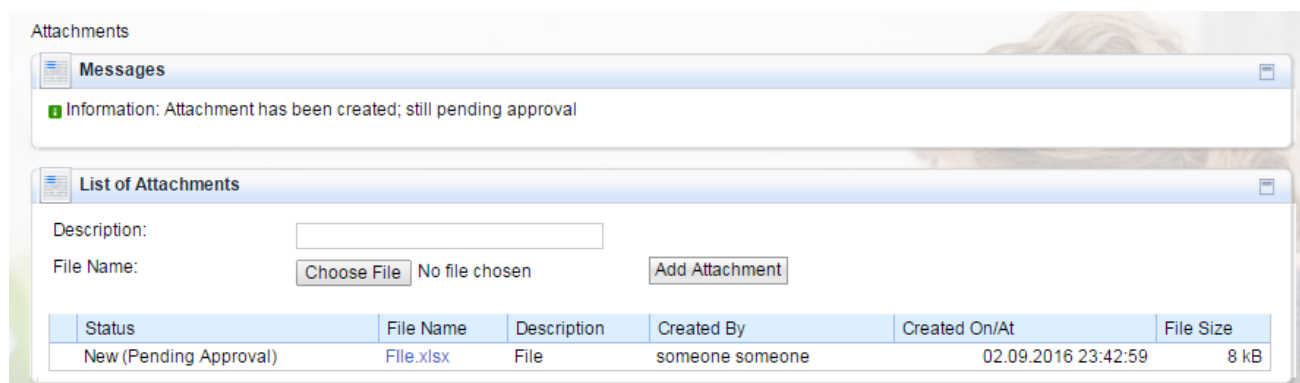 Attachments
Messages
Information: Attachment has been created; still pending approval
List of Attachments
Description:
File Name: Choose File No file chosen Add Attachment
Status File Name Description Created By Created On/At File Size
New (Pending Approval) FIle.xlsx File someone someone 02.09.2016 23:42:59 8 kB